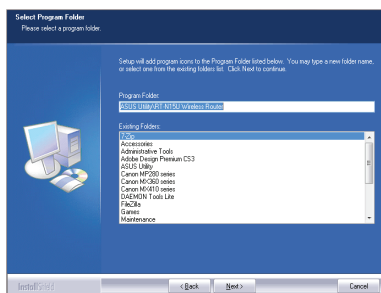 Select Program Folder
Please select a program folder.
Setup will add program icons to the Program Folder listed below. You may type a new folder name,
or select one from the existing folders list. Click Next to continue.
Program Folder:
ASUS Utility\RT-N15U Wireless Router
Existing Folders:
7-Zip
Accessories
Administrative Tools
Adobe Design Premium CS3
ASUS Utility
Canon MP280 series
Canon MX360 series
Canon MX410 series
DAEMON Tools Lite
FileZilla
Games
Maintenance
InstallShield
< Back
Next >
Cancel